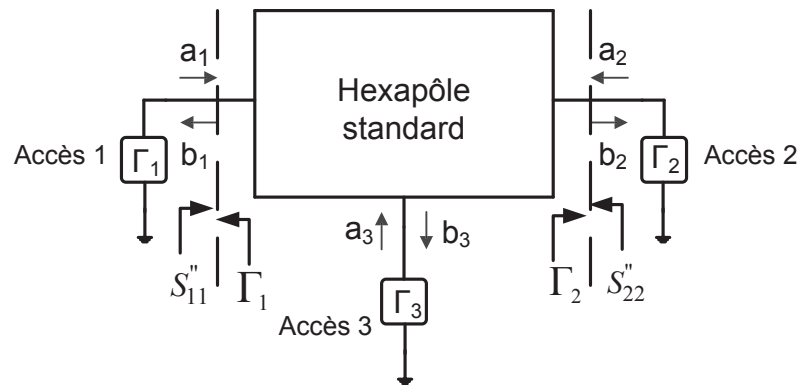 a1
a2
Hexapôle
standard
Accès 1
Γ1
b1
b2
Γ2
Accès 2
a3
b3
S"11
Γ1
Γ2
S"22
Accès 3
Γ3